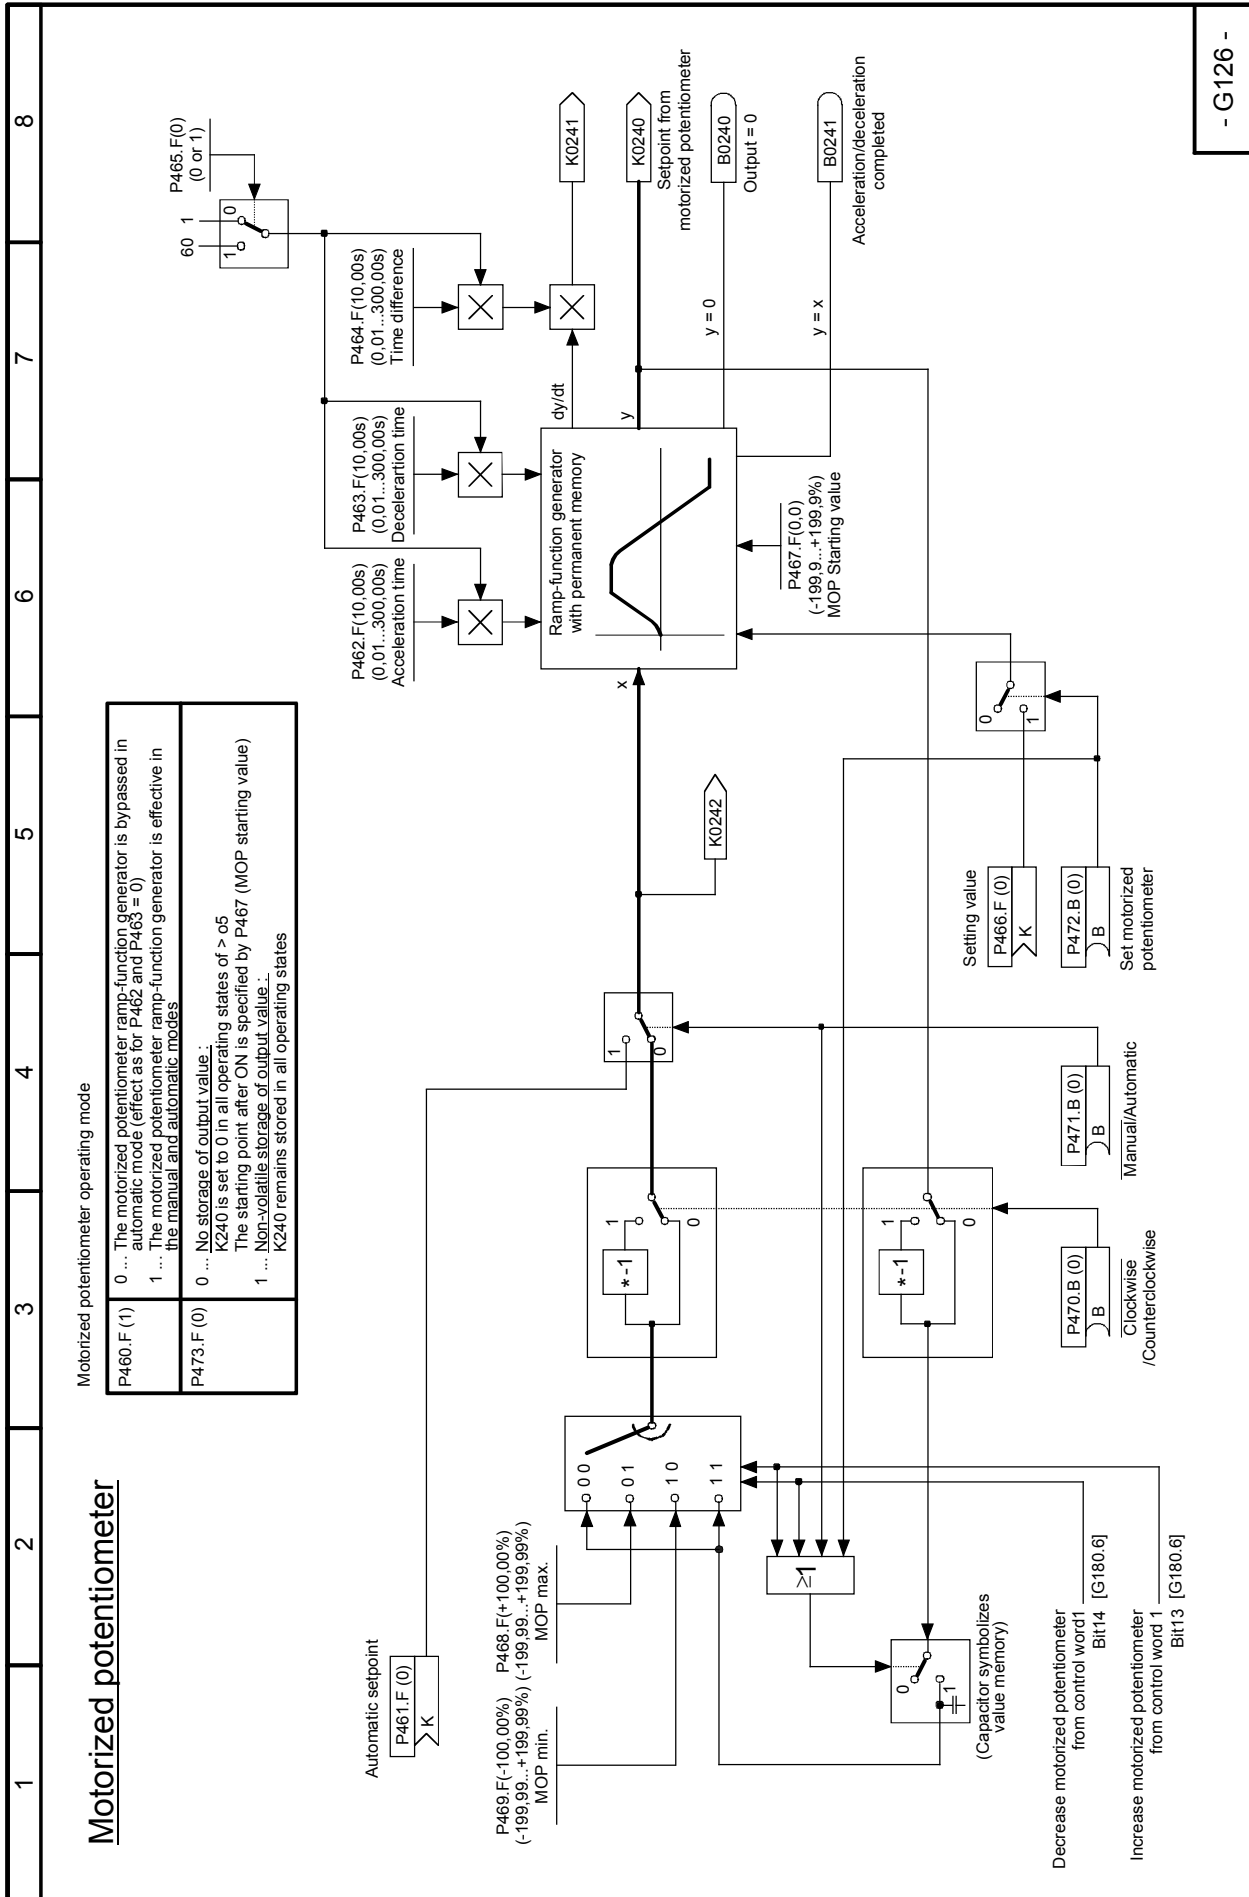 1 2 3 4 5 6 7 8
Motorized potentiometer
Motorized potentiometer operating mode
P460.F (1)
0 ... The motorized potentiometer ramp-function generator is bypassed in
automatic mode (effect as for P462 and P463 = 0)
1 ... The motorized potentiometer ramp-function generator is effective in
the manual and automatic modes
P473.F (0)
0 ... No storage of output value :
K240 is set to 0 in all operating states of > o5
The starting point after ON is specified by P467 (MOP starting value)
1 ... Non-volatile storage of output value :
K240 remains stored in all operating states
P465.F(0)
(0 or 1)
60 1
1 0
P462.F(10,00s)
(0,01...300,00s)
Acceleration time
P463.F(10,00s)
(0,01...300,00s)
Decelerartion time
P464.F(10,00s)
(0,01...300,00s)
Time difference
Automatic setpoint
P461.F (0)
K
P469.F(-100,00%)
(-199,99...+199,99%)
MOP min.
P468.F(+100,00%)
(-199,99...+199,99%)
MOP max.
0 0
0 1
1 0
1 1
*-1
1
0
1
0
K0242
x
Ramp-function generator
with permanent memory
dy/dt
y
y = 0
y = x
K0241
K0240
Setpoint from
motorized potentiometer
B0240
Output = 0
B0241
Acceleration/deceleration
completed
P467.F(0,0)
(-199,9...+199,9%)
MOP Starting value
≥1
0
1
(Capacitor symbolizes
value memory)
*-1
1
0
Setting value
P466.F (0)
K
0
1
P472.B (0)
B
Set motorized
potentiometer
P471.B (0)
B
Manual/Automatic
P470.B (0)
B
Clockwise
/Counterclockwise
Decrease motorized potentiometer
from control word1
Bit14 [G180.6]
Increase motorized potentiometer
from control word 1
Bit13 [G180.6]
- G126 -